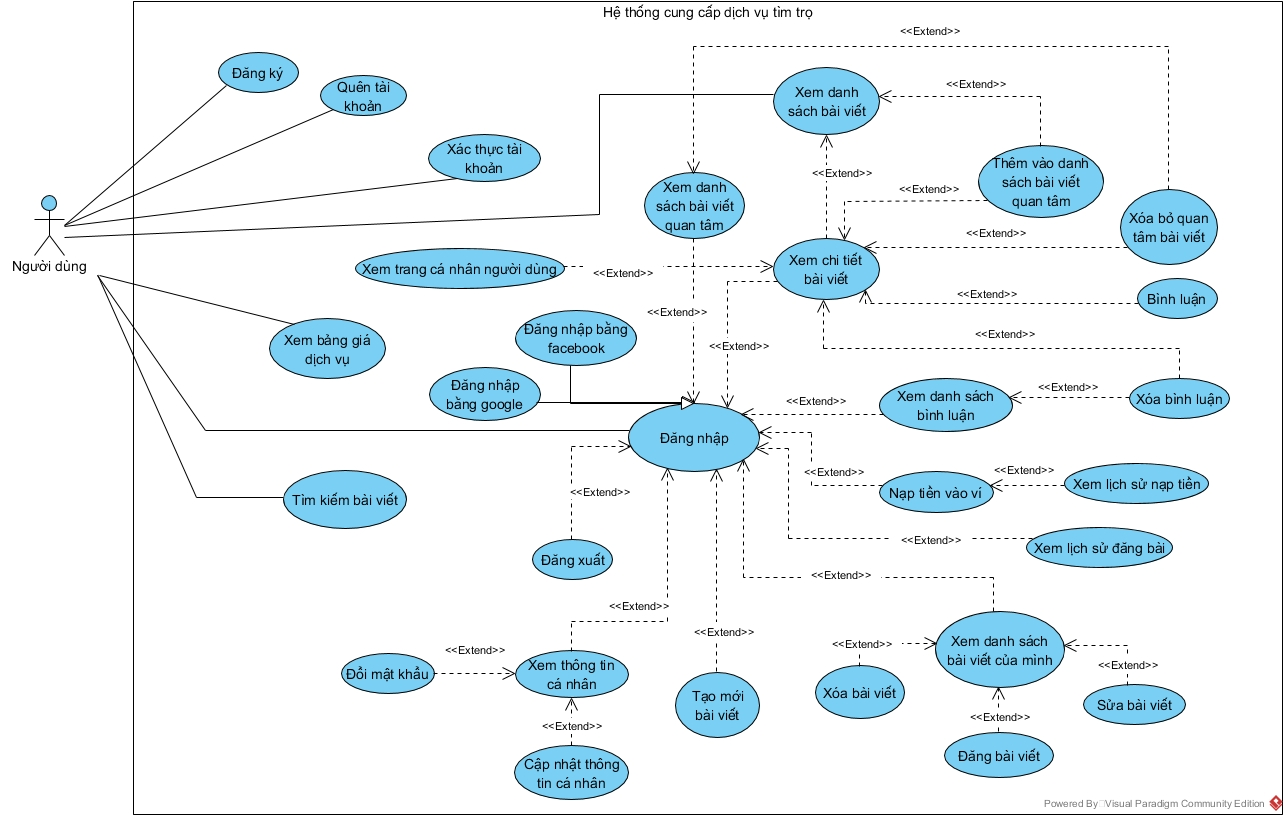 Hệ thống cung cấp dịch vụ tìm trọ
<<Extend>>
Đăng ký
Quên tài
khoản
Xem danh
sách bài viết
<<Extend>>
Xác thực tài
khoản
Thêm vào danh
sách bài viết
quan tâm
<<Extend>>
<<Extend>>
Xem danh
sách bài viết
quan tâm
Xóa bỏ quan
tâm bài viết
<<Extend>>
Người dùng
Xem trang cá nhân người dùng
<<Extend>>
Xem chi tiết
bài viết
<<Extend>>
Bình luận
<<Extend>>
Đăng nhập bằng
facebook
Xem bảng giá
dịch vụ
<<Extend>>
<<Extend>>
Đăng nhập
bằng google
<<Extend>>
Xem danh sách
bình luận
<<Extend>>
Xóa bình luận
Đăng nhập
<<Extend>>
<<Extend>>
Xem lịch sử nạp tiền
Nạp tiền vào ví
Tìm kiếm bài viết
<<Extend>>
<<Extend>>
Xem lịch sử đăng bài
Đăng xuất
<<Extend>>
<<Extend>>
<<Extend>>
<<Extend>>
Đổi mật khẩu
Xem thông tin
cá nhân
<<Extend>>
Xem danh sách
bài viết của mình
<<Extend>>
Xóa bài viết
Sửa bài viết
Tạo mới
bài viết
<<Extend>>
<<Extend>>
Cập nhật thông
tin cá nhân
Đăng bài viết
Powered By Visual Paradigm Community Edition